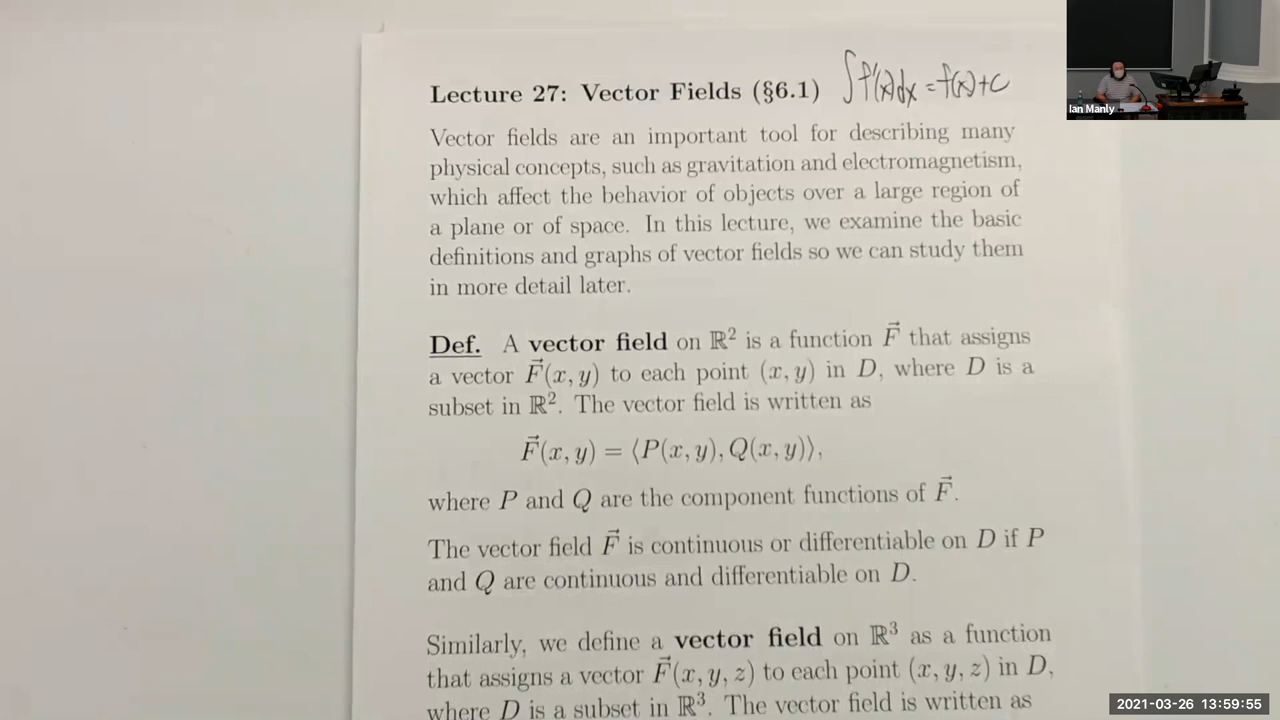 Lecture 27: Vector Fields (§6.1) ∫f'(x)dx = f(x)+C
Vector fields are an important tool for describing many
physical concepts, such as gravitation and electromagnetism,
which affect the behavior of objects over a large region of
a plane or of space. In this lecture, we examine the basic
definitions and graphs of vector fields so we can study them
in more detail later.
Def. A vector field on ℝ² is a function F⃗ that assigns
a vector F⃗(x, y) to each point (x, y) in D, where D is a
subset in ℝ². The vector field is written as
F⃗(x, y) = ⟨P(x, y), Q(x, y)⟩,
where P and Q are the component functions of F⃗.
The vector field F⃗ is continuous or differentiable on D if P
and Q are continuous and differentiable on D.
Similarly, we define a vector field on ℝ³ as a function
that assigns a vector F⃗(x, y, z) to each point (x, y, z) in D,
where D is a subset in ℝ³. The vector field is written as
Ian Manly
2021-03-26 13:59:55